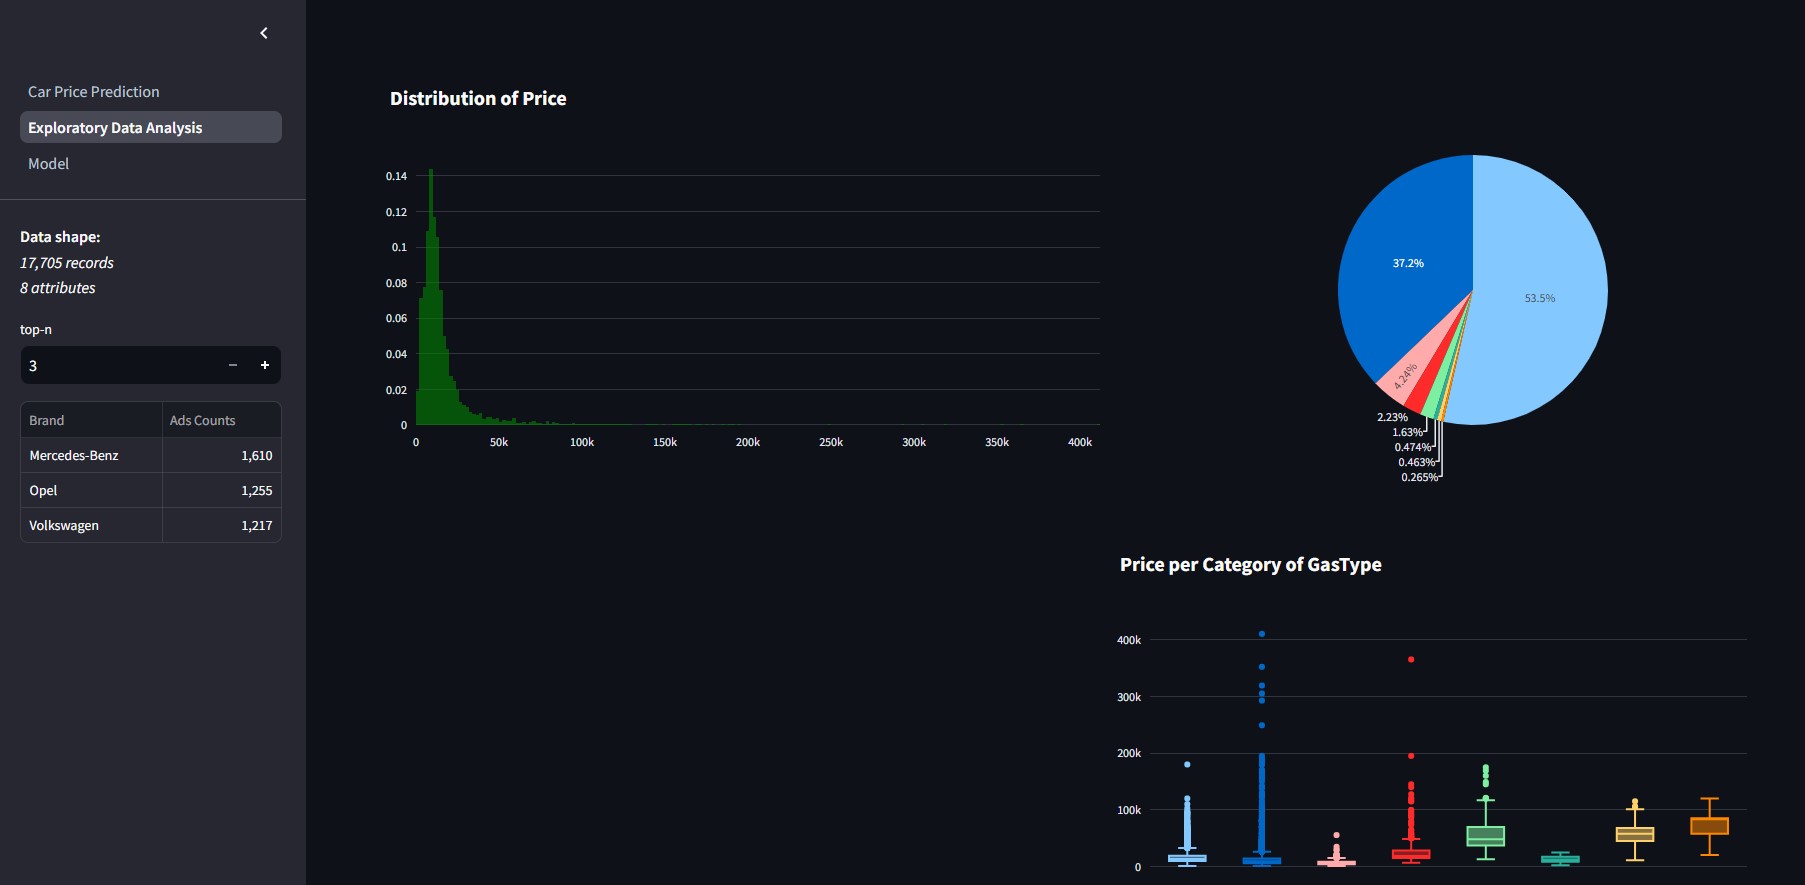 Car Price Prediction
Exploratory Data Analysis
Model
Data shape:
17,705 records
8 attributes
top-n
3
Brand Ads Counts
Mercedes-Benz 1,610
Opel 1,255
Volkswagen 1,217
Distribution of Price
0.14
0.12
0.1
0.08
0.06
0.04
0.02
0
0 50k 100k 150k 200k 250k 300k 350k 400k
37.2%
53.5%
4.24%
2.23%
1.63%
0.474%
0.463%
0.265%
Price per Category of GasType
400k
300k
200k
100k
0